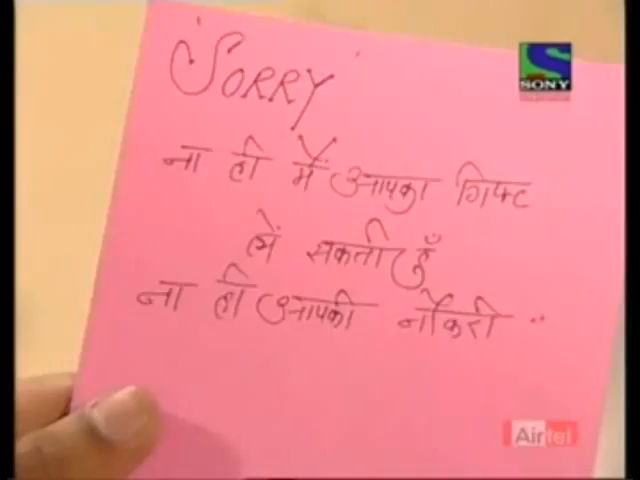 SORRY
SONY
ना ही मैं आपका गिफ्ट
लें सकती हूँ
ना ही आपकी नौकरी ..
Airtel